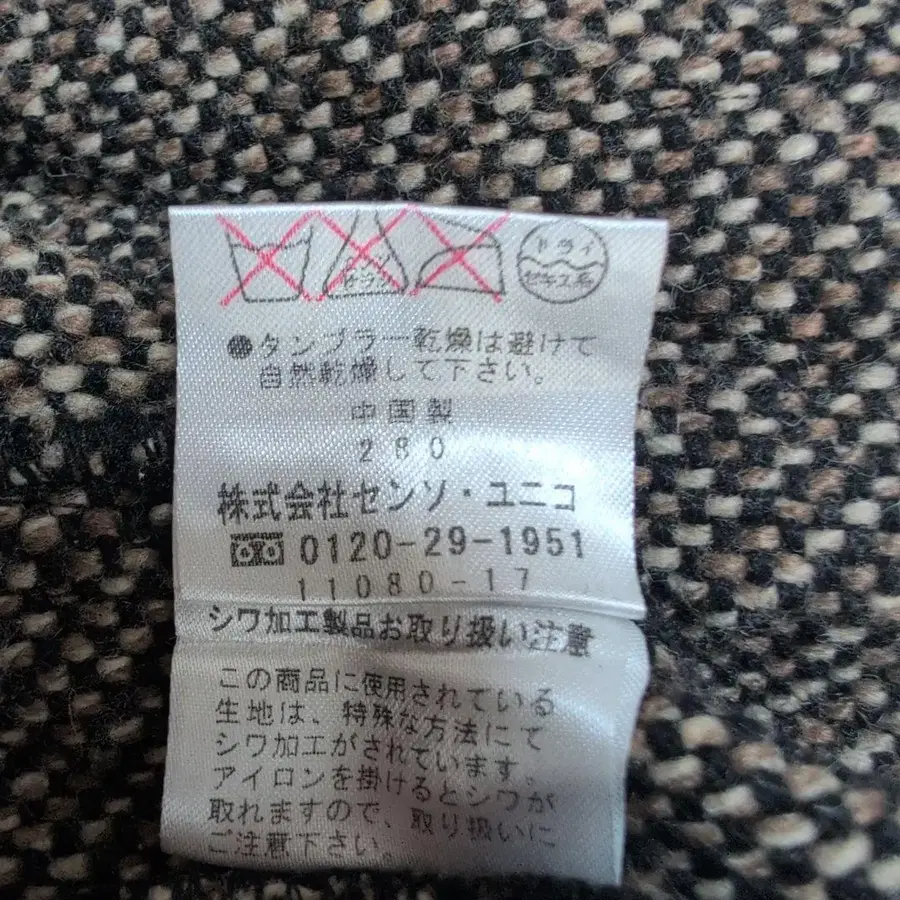 エンソ
サラシ
ドライ
セキユ系
●タンブラー乾燥は避けて
自然乾燥して下さい。
中国製
280
株式会社センソ・ユニコ
0120-29-1951
11080-17
シワ加工製品お取り扱い注意
この商品に使用されている
生地は、特殊な方法にて
シワ加工がされています。
アイロンを掛けるとシワが
取れますので、取り扱いに
ご注意下さい。